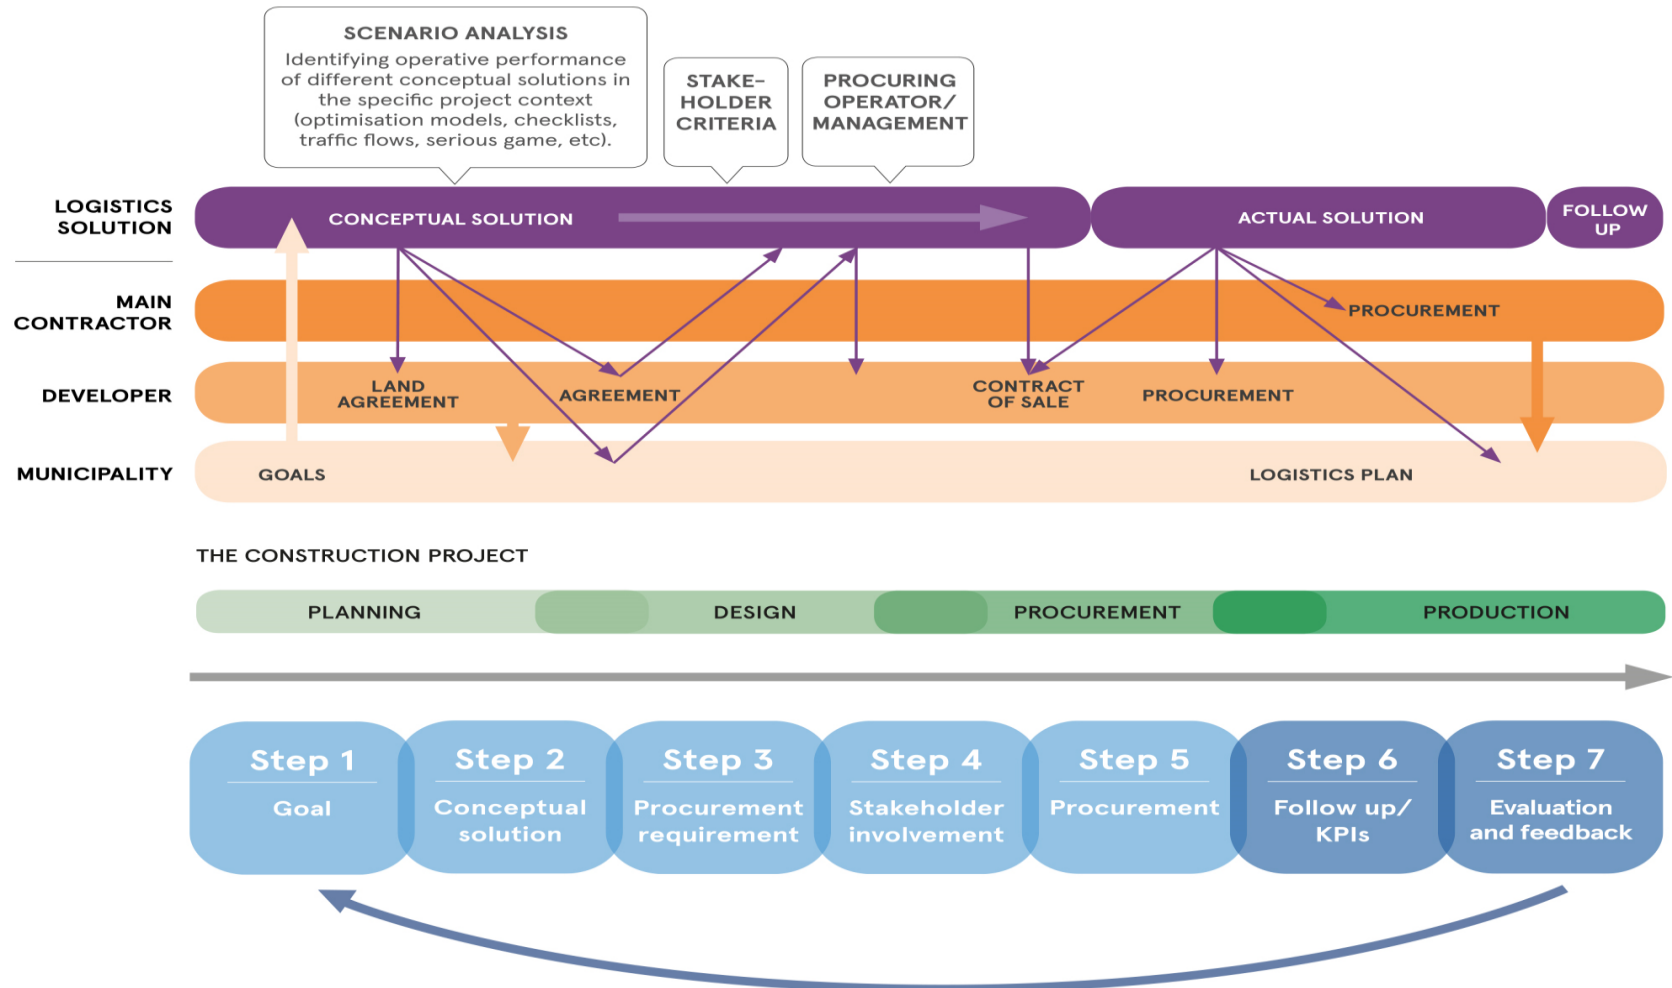 SCENARIO ANALYSIS
Identifying operative performance
of different conceptual solutions in
the specific project context
(optimisation models, checklists,
traffic flows, serious game, etc).
STAKE-
HOLDER
CRITERIA
PROCURING
OPERATOR/
MANAGEMENT
LOGISTICS
SOLUTION
CONCEPTUAL SOLUTION
ACTUAL SOLUTION
FOLLOW
UP
MAIN
CONTRACTOR
PROCUREMENT
DEVELOPER
LAND
AGREEMENT
AGREEMENT
CONTRACT
OF SALE
PROCUREMENT
MUNICIPALITY
GOALS
LOGISTICS PLAN
THE CONSTRUCTION PROJECT
PLANNING
DESIGN
PROCUREMENT
PRODUCTION
Step 1
Goal
Step 2
Conceptual
solution
Step 3
Procurement
requirement
Step 4
Stakeholder
involvement
Step 5
Procurement
Step 6
Follow up/
KPIs
Step 7
Evaluation
and feedback